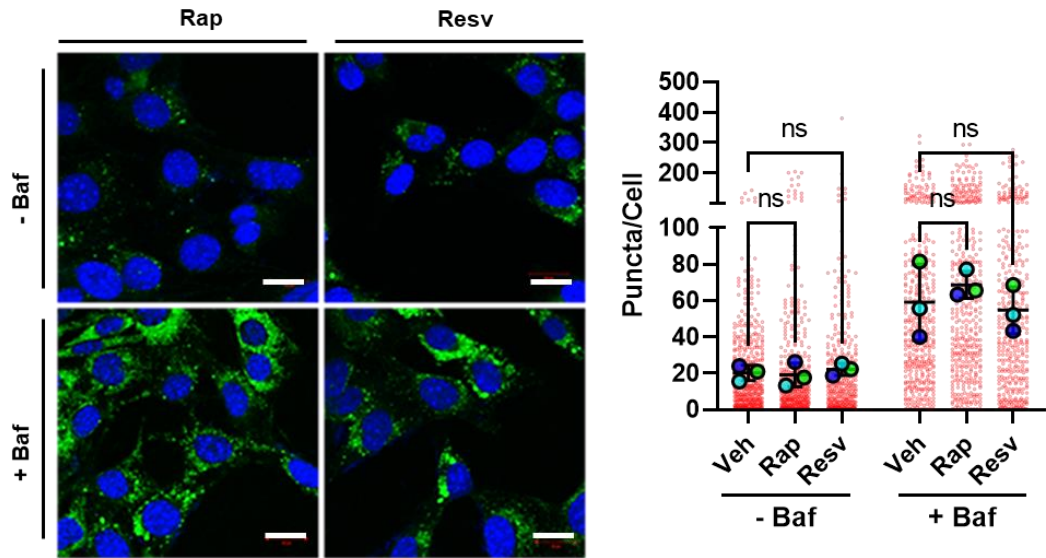 Rap
Resv
- Baf
+ Baf
Puncta/Cell
500
400
300
200
100
80
60
40
20
0
ns
ns
ns
ns
Veh
Rap
Resv
Veh
Rap
Resv
- Baf
+ Baf